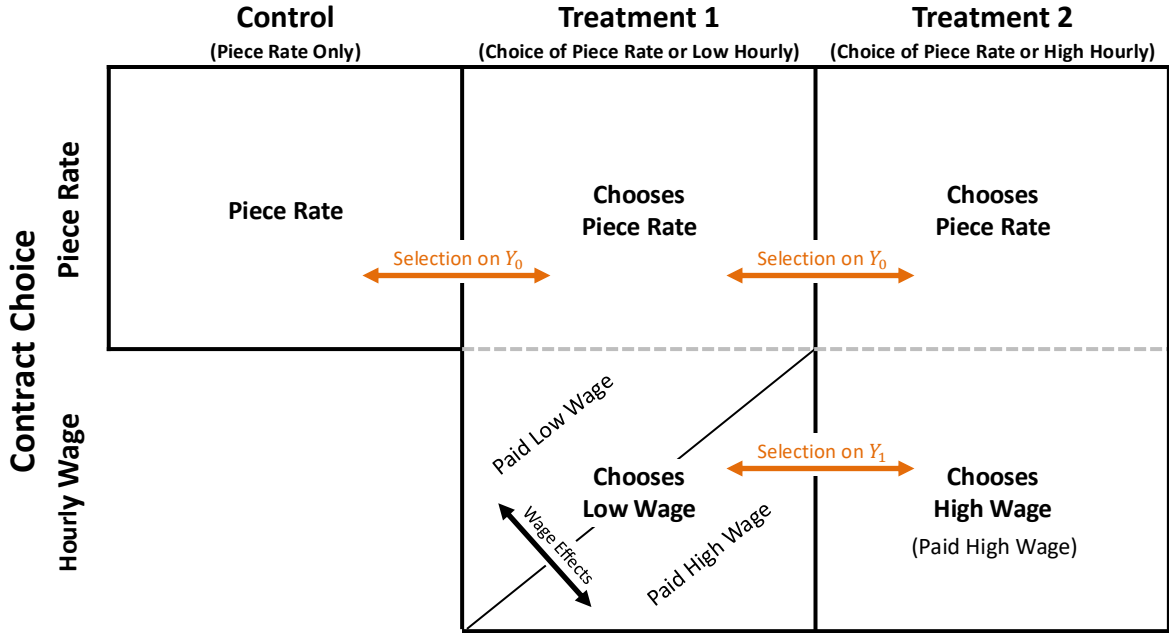 Control
(Piece Rate Only)
Treatment 1
(Choice of Piece Rate or Low Hourly)
Treatment 2
(Choice of Piece Rate or High Hourly)
Contract Choice
Piece Rate
Piece Rate
Chooses
Piece Rate
Chooses
Piece Rate
Selection on Y₀
Selection on Y₀
Hourly Wage
Paid Low Wage
Chooses
Low Wage
Wage Effects
Paid High Wage
Selection on Y₁
Chooses
High Wage
(Paid High Wage)